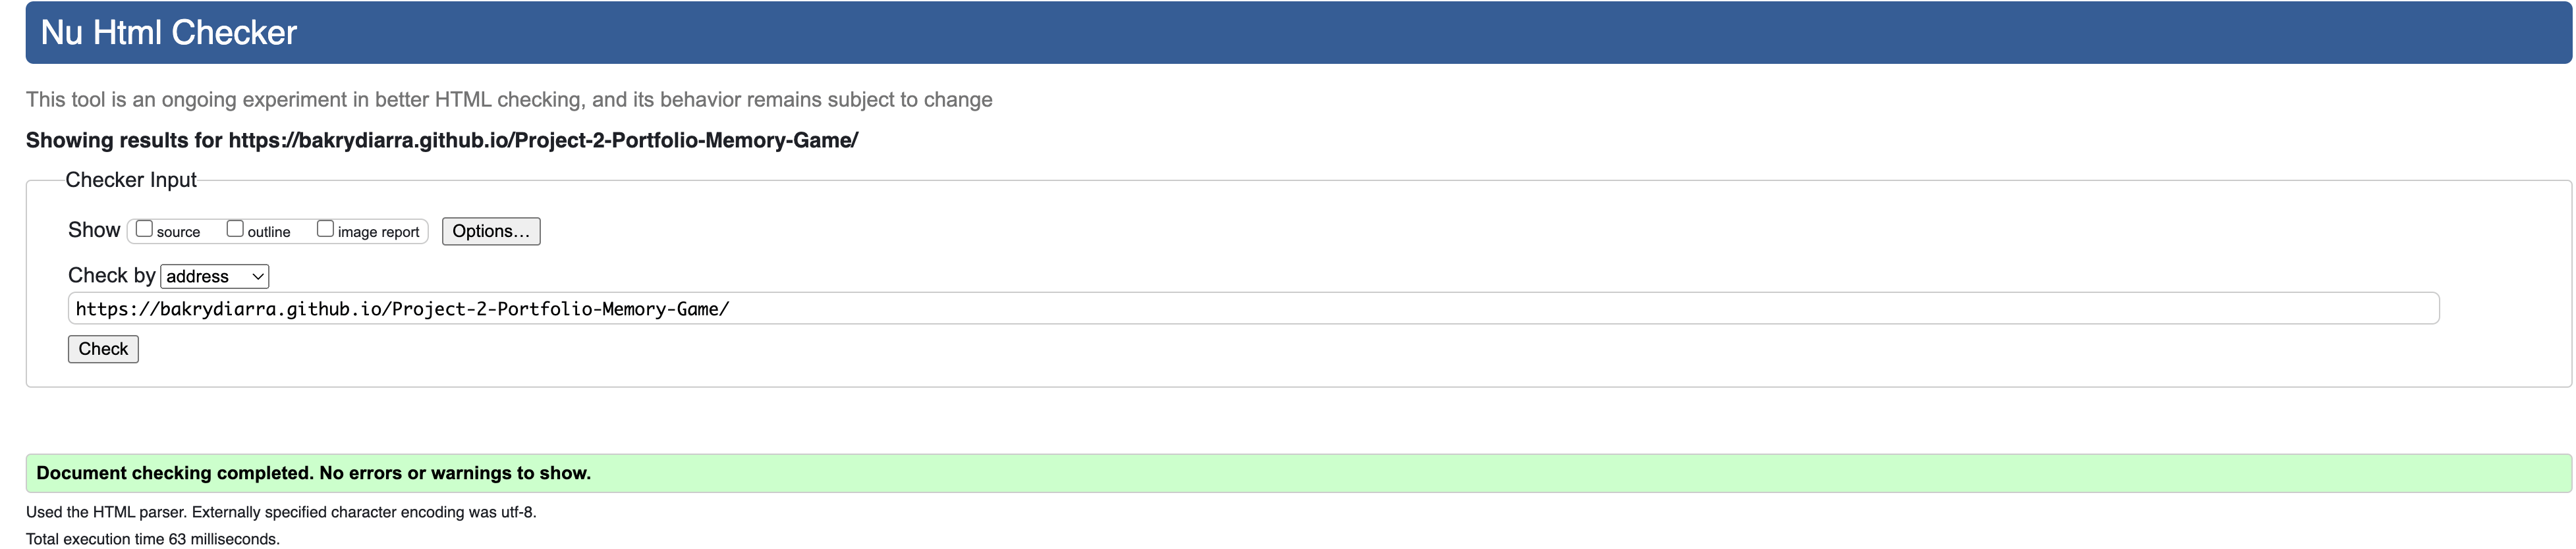 Nu Html Checker
This tool is an ongoing experiment in better HTML checking, and its behavior remains subject to change
Showing results for https://bakrydiarra.github.io/Project-2-Portfolio-Memory-Game/
Checker Input
Show source outline image report Options…
Check by address
https://bakrydiarra.github.io/Project-2-Portfolio-Memory-Game/
Check
Document checking completed. No errors or warnings to show.
Used the HTML parser. Externally specified character encoding was utf-8.
Total execution time 63 milliseconds.